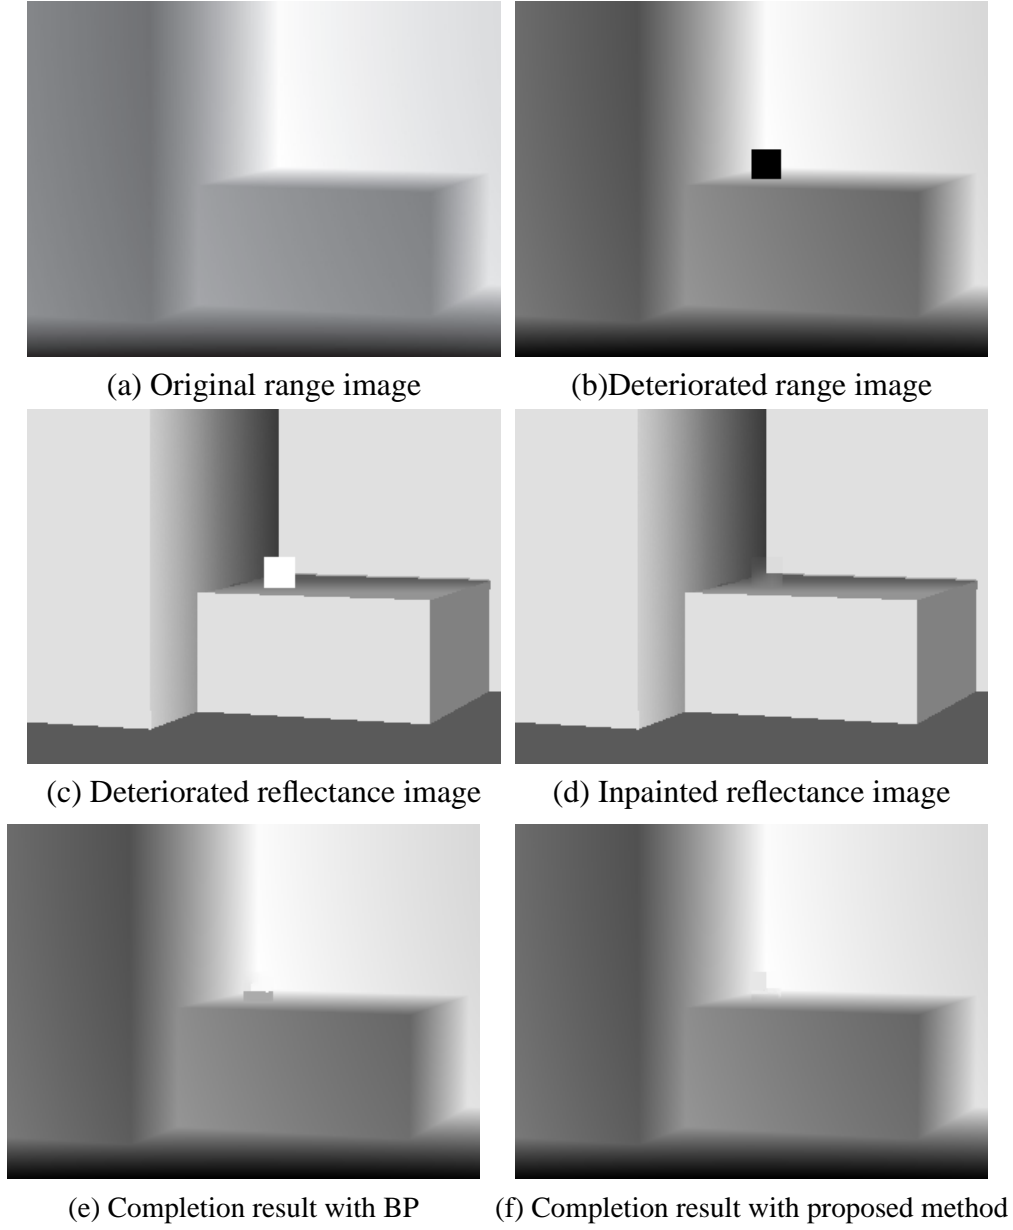 (a) Original range image
(b)Deteriorated range image
(c) Deteriorated reflectance image
(d) Inpainted reflectance image
(e) Completion result with BP
(f) Completion result with proposed method